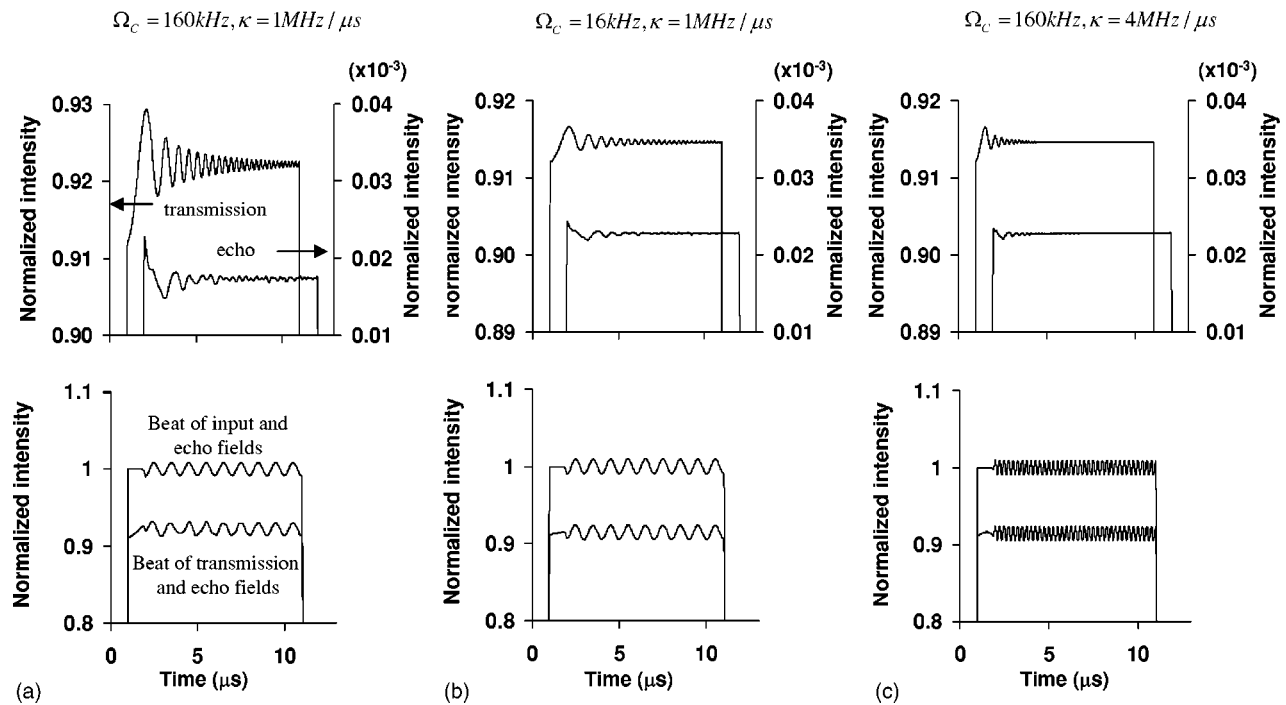 Ω_C = 160kHz, κ = 1MHz / μs
Ω_C = 16kHz, κ = 1MHz / μs
Ω_C = 160kHz, κ = 4MHz / μs
(x10⁻³)
Normalized intensity
0.93
0.92
0.91
0.90
transmission
echo
0.04
0.03
0.02
0.01
Normalized intensity
(x10⁻³)
Normalized intensity
0.92
0.91
0.90
0.89
0.04
0.03
0.02
0.01
Normalized intensity
(x10⁻³)
Normalized intensity
0.92
0.91
0.90
0.89
0.04
0.03
0.02
0.01
Normalized intensity
Normalized intensity
1.1
1
0.9
0.8
Beat of input and
echo fields
Beat of transmission
and echo fields
0
5
10
Time (μs)
(a)
Normalized intensity
1.1
1
0.9
0.8
0
5
10
Time (μs)
(b)
Normalized intensity
1.1
1
0.9
0.8
0
5
10
Time (μs)
(c)